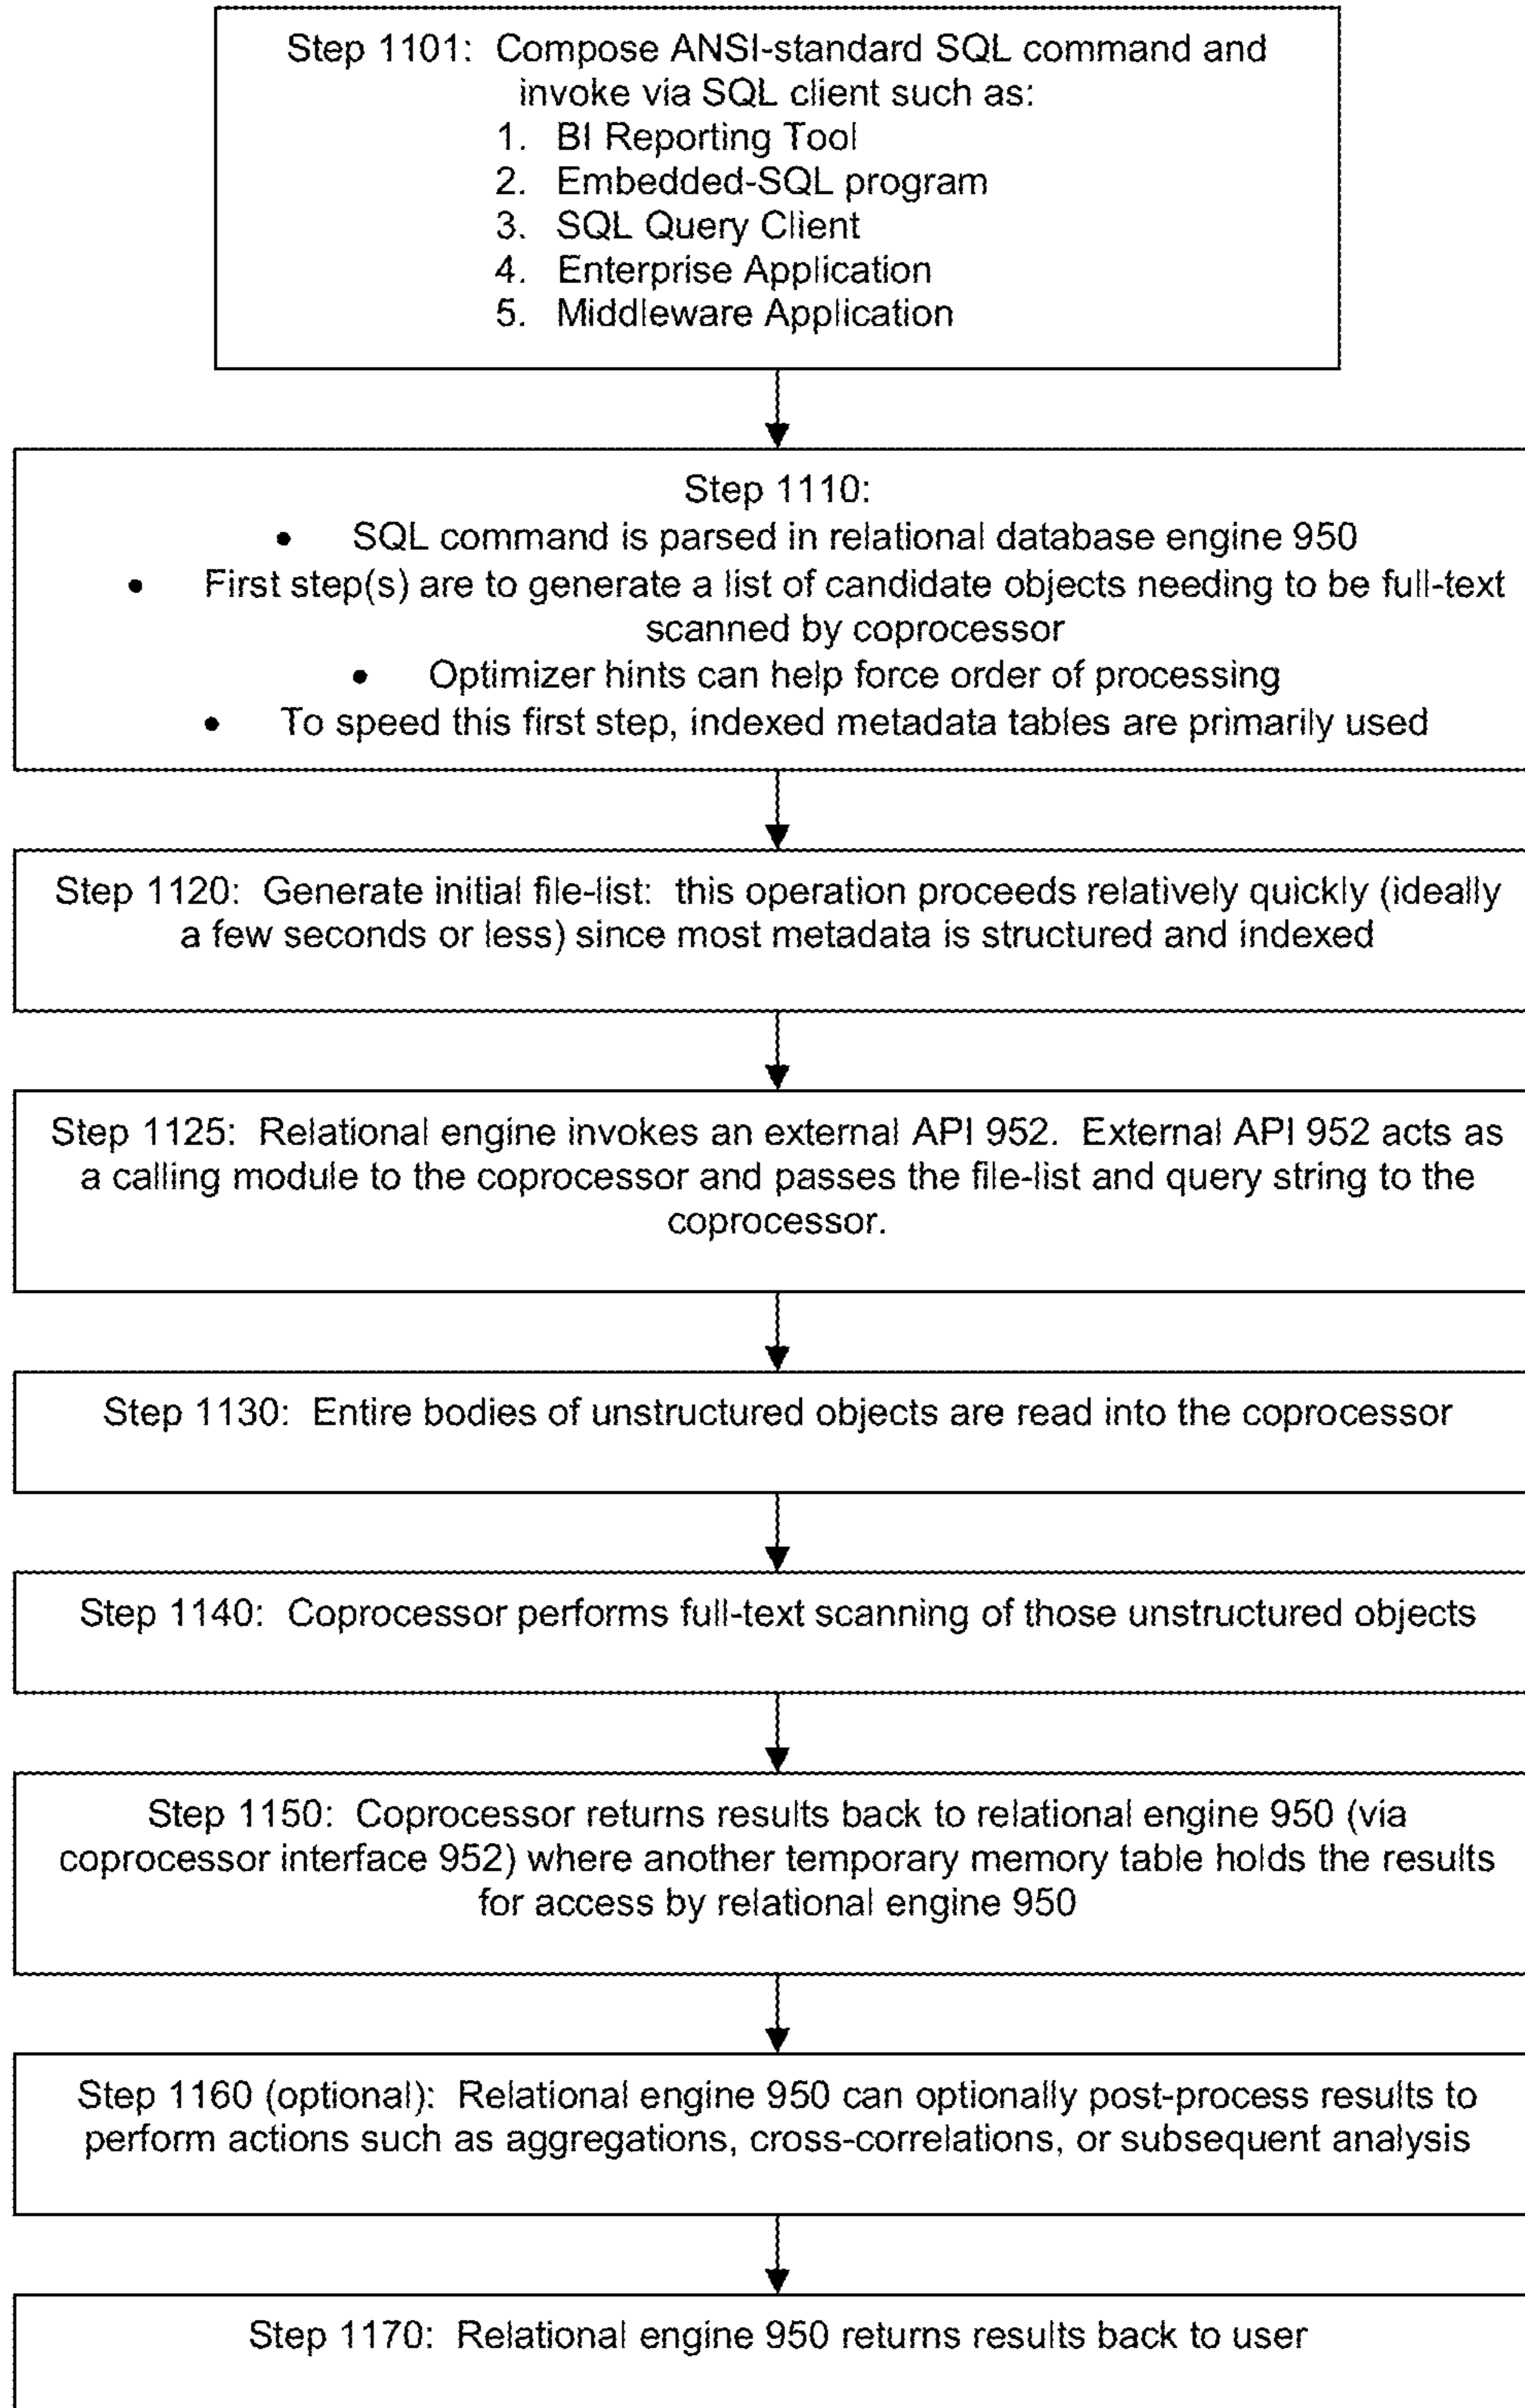 Step 1101: Compose ANSI-standard SQL command and
invoke via SQL client such as:
1. BI Reporting Tool
2. Embedded-SQL program
3. SQL Query Client
4. Enterprise Application
5. Middleware Application
Step 1110:
• SQL command is parsed in relational database engine 950
• First step(s) are to generate a list of candidate objects needing to be full-text
scanned by coprocessor
• Optimizer hints can help force order of processing
• To speed this first step, indexed metadata tables are primarily used
Step 1120: Generate initial file-list: this operation proceeds relatively quickly (ideally
a few seconds or less) since most metadata is structured and indexed
Step 1125: Relational engine invokes an external API 952. External API 952 acts as
a calling module to the coprocessor and passes the file-list and query string to the
coprocessor.
Step 1130: Entire bodies of unstructured objects are read into the coprocessor
Step 1140: Coprocessor performs full-text scanning of those unstructured objects
Step 1150: Coprocessor returns results back to relational engine 950 (via
coprocessor interface 952) where another temporary memory table holds the results
for access by relational engine 950
Step 1160 (optional): Relational engine 950 can optionally post-process results to
perform actions such as aggregations, cross-correlations, or subsequent analysis
Step 1170: Relational engine 950 returns results back to user